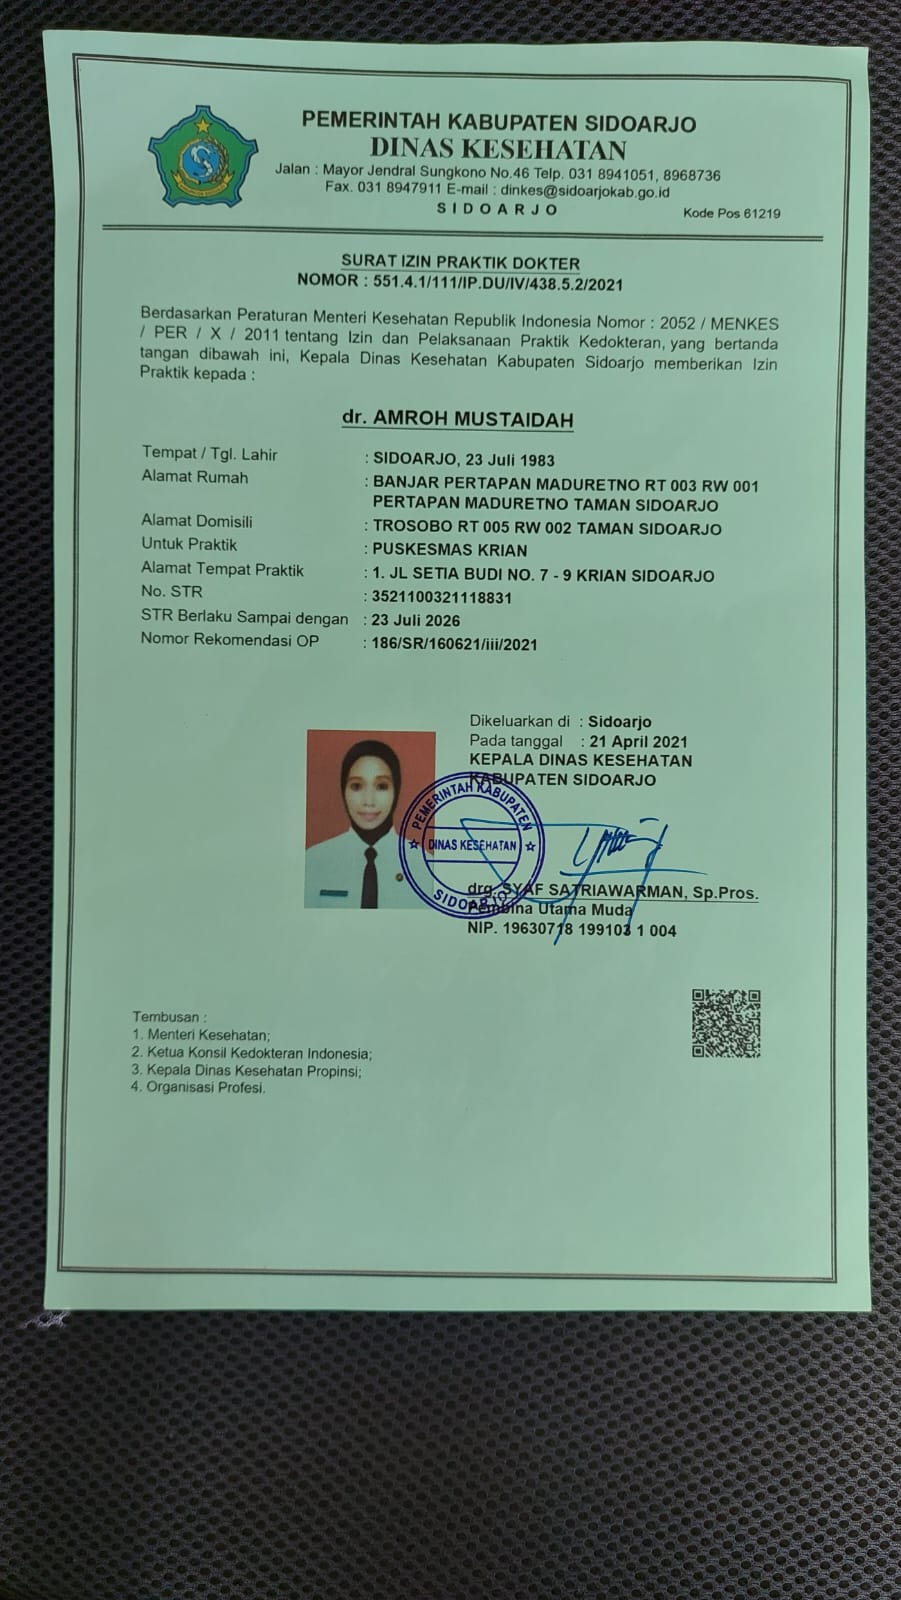 PEMERINTAH KABUPATEN SIDOARJO
DINAS KESEHATAN
Jalan : Mayor Jendral Sungkono No.46 Telp. 031 8941051, 8968736
Fax. 031 8947911 E-mail : dinkes@sidoarjokab.go.id
SIDOARJO
Kode Pos 61219
SURAT IZIN PRAKTIK DOKTER
NOMOR : 551.4.1/111/IP.DU/IV/438.5.2/2021
Berdasarkan Peraturan Menteri Kesehatan Republik Indonesia Nomor : 2052 / MENKES
/ PER / X / 2011 tentang Izin dan Pelaksanaan Praktik Kedokteran, yang bertanda
tangan dibawah ini, Kepala Dinas Kesehatan Kabupaten Sidoarjo memberikan Izin
Praktik kepada :
dr. AMROH MUSTAIDAH
Tempat / Tgl. Lahir : SIDOARJO, 23 Juli 1983
Alamat Rumah : BANJAR PERTAPAN MADURETNO RT 003 RW 001
PERTAPAN MADURETNO TAMAN SIDOARJO
Alamat Domisili : TROSOBO RT 005 RW 002 TAMAN SIDOARJO
Untuk Praktik : PUSKESMAS KRIAN
Alamat Tempat Praktik : 1. JL SETIA BUDI NO. 7 - 9 KRIAN SIDOARJO
No. STR : 3521100321118831
STR Berlaku Sampai dengan : 23 Juli 2026
Nomor Rekomendasi OP : 186/SR/160621/iii/2021
Dikeluarkan di : Sidoarjo
Pada tanggal : 21 April 2021
KEPALA DINAS KESEHATAN
KABUPATEN SIDOARJO
PEMERINTAH KABUPATEN
DINAS KESEHATAN
SIDOARJO
drg. SYAF SATRIAWARMAN, Sp.Pros.
Pembina Utama Muda
NIP. 19630718 199103 1 004
Tembusan :
1. Menteri Kesehatan;
2. Ketua Konsil Kedokteran Indonesia;
3. Kepala Dinas Kesehatan Propinsi;
4. Organisasi Profesi.